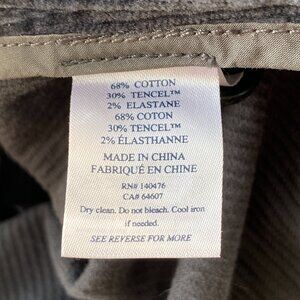 68% COTTON
30% TENCEL™
2% ELASTANE
68% COTON
30% TENCEL™
2% ÉLASTHANNE
MADE IN CHINA
FABRIQUÉ EN CHINE
RN# 140476
CA# 64607
Dry clean. Do not bleach. Cool iron
if needed.
SEE REVERSE FOR MORE